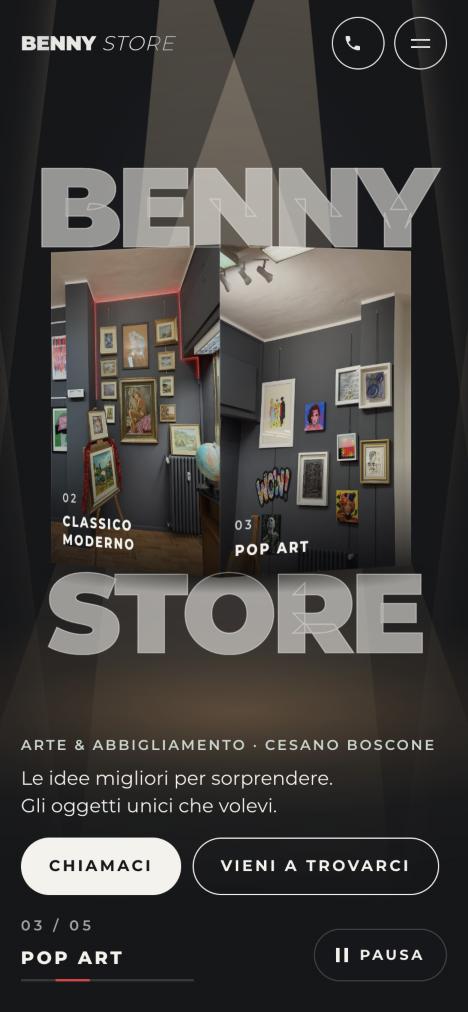 BENNY STORE
BENNY
02
CLASSICO
MODERNO
03
POP ART
STORE
ARTE & ABBIGLIAMENTO · CESANO BOSCONE
Le idee migliori per sorprendere.
Gli oggetti unici che volevi.
CHIAMACI
VIENI A TROVARCI
03 / 05
POP ART
PAUSA